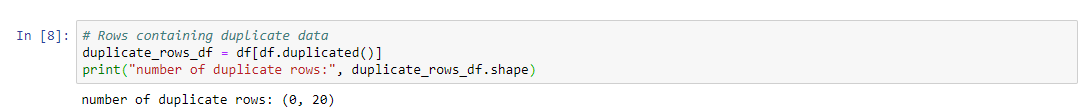 In [8]: # Rows containing duplicate data
duplicate_rows_df = df[df.duplicated()]
print("number of duplicate rows:", duplicate_rows_df.shape)
number of duplicate rows: (0, 20)